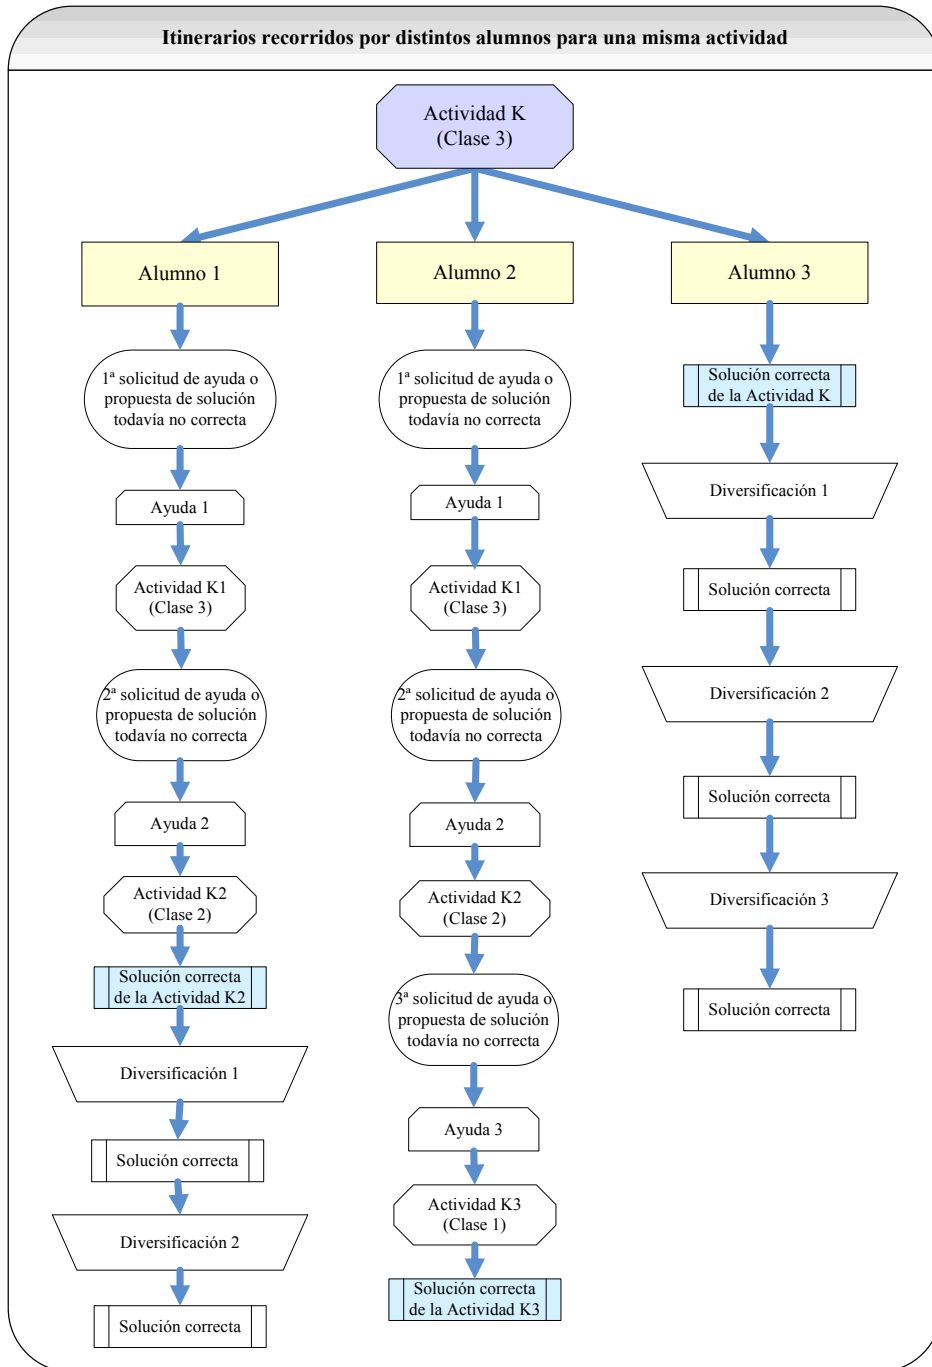 Itinerarios recorridos por distintos alumnos para una misma actividad
Actividad K
(Clase 3)
Alumno 1
1ª solicitud de ayuda o
propuesta de solución
todavía no correcta
Ayuda 1
Actividad K1
(Clase 3)
2ª solicitud de ayuda o
propuesta de solución
todavía no correcta
Ayuda 2
Actividad K2
(Clase 2)
Solución correcta
de la Actividad K2
Diversificación 1
Solución correcta
Diversificación 2
Solución correcta
Alumno 2
1ª solicitud de ayuda o
propuesta de solución
todavía no correcta
Ayuda 1
Actividad K1
(Clase 3)
2ª solicitud de ayuda o
propuesta de solución
todavía no correcta
Ayuda 2
Actividad K2
(Clase 2)
3ª solicitud de ayuda o
propuesta de solución
todavía no correcta
Ayuda 3
Actividad K3
(Clase 1)
Solución correcta
de la Actividad K3
Alumno 3
Solución correcta
de la Actividad K
Diversificación 1
Solución correcta
Diversificación 2
Solución correcta
Diversificación 3
Solución correcta